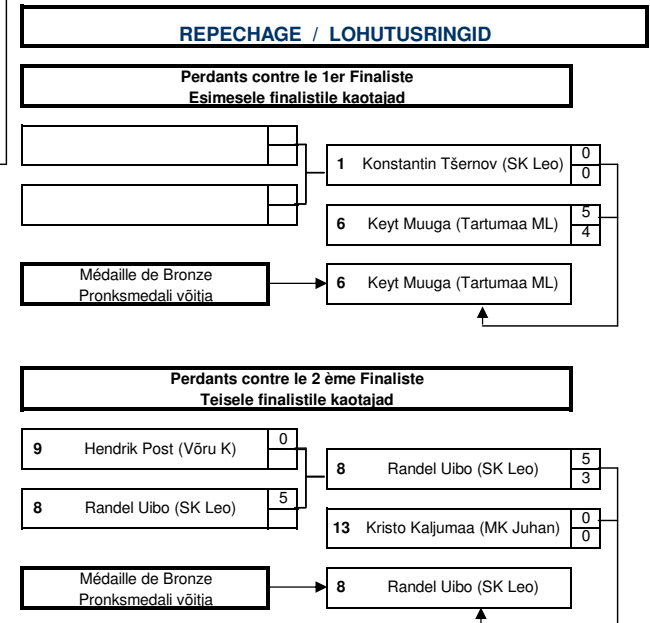 REPECHAGE / LOHUTUSRINGID
Perdants contre le 1er Finaliste
Esimesele finalistile kaotajad
1 Konstantin Tšernov (SK Leo) 0
0
6 Keyt Muuga (Tartumaa ML) 5
4
Médaille de Bronze
Pronksmedali võitja
6 Keyt Muuga (Tartumaa ML)
Perdants contre le 2 ème Finaliste
Teisele finalistile kaotajad
9 Hendrik Post (Võru K) 0
8 Randel Uibo (SK Leo) 5
3
8 Randel Uibo (SK Leo) 5
13 Kristo Kaljumaa (MK Juhan) 0
0
Médaille de Bronze
Pronksmedali võitja
8 Randel Uibo (SK Leo)